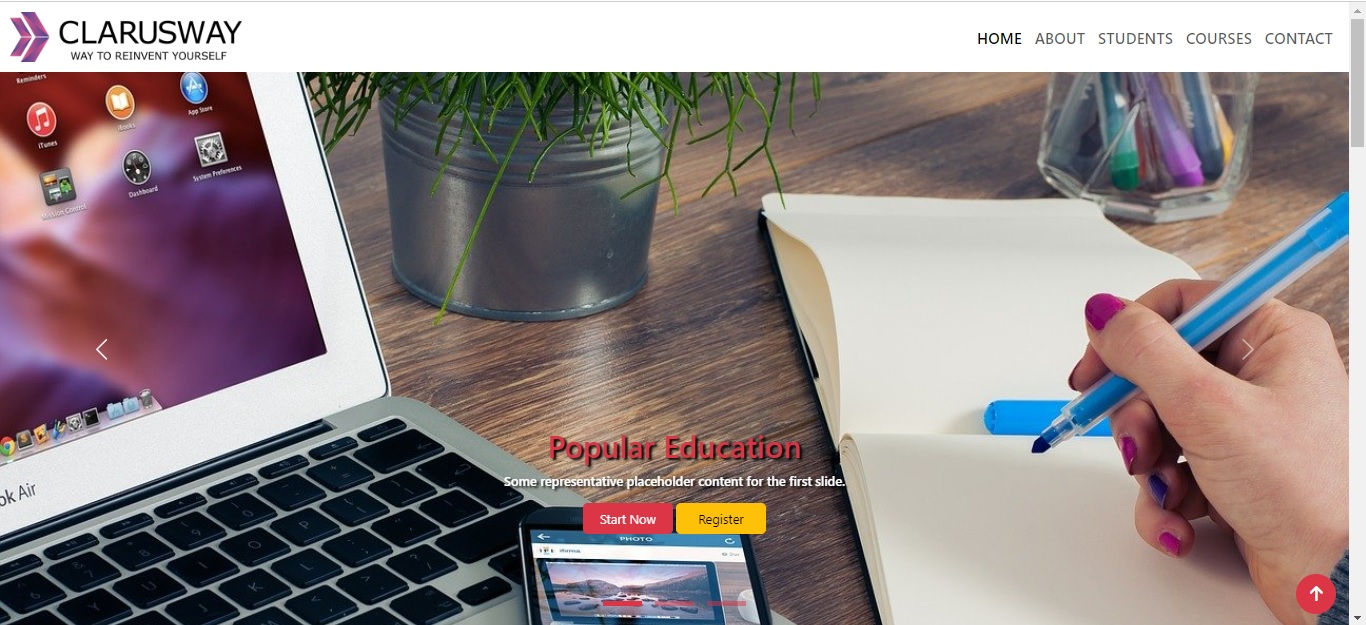 CLARUSWAY
WAY TO REINVENT YOURSELF
HOME ABOUT STUDENTS COURSES CONTACT
Reminders
iTunes
iBooks
App Store
Mission Control
Dashboard
System Preferences
ok Air
Popular Education
Some representative placeholder content for the first slide.
Start Now Register
PHOTO